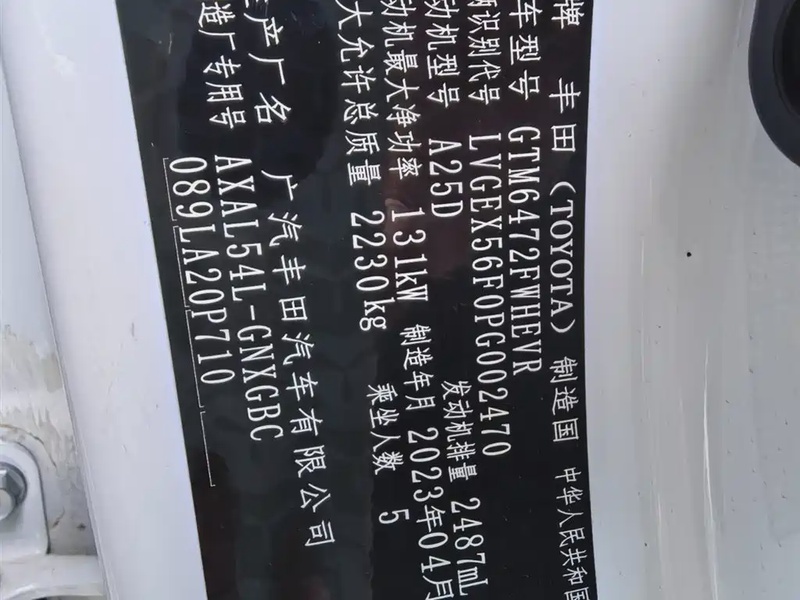 牌 丰田(TOYOTA) 制造国 中华人民共和国
车型号 GTM6472FWHEVR
辆识别代号 LVGEX56F0PG002470
动机型号 A25D 发动机排量 2487mL
动机最大净功率 131kW 制造年月 2023年04月
大允许总质量 2230kg 乘坐人数 5
生产厂名 广汽丰田汽车有限公司
造厂专用号 AXAL54L-GNXGBC
089LA20P710